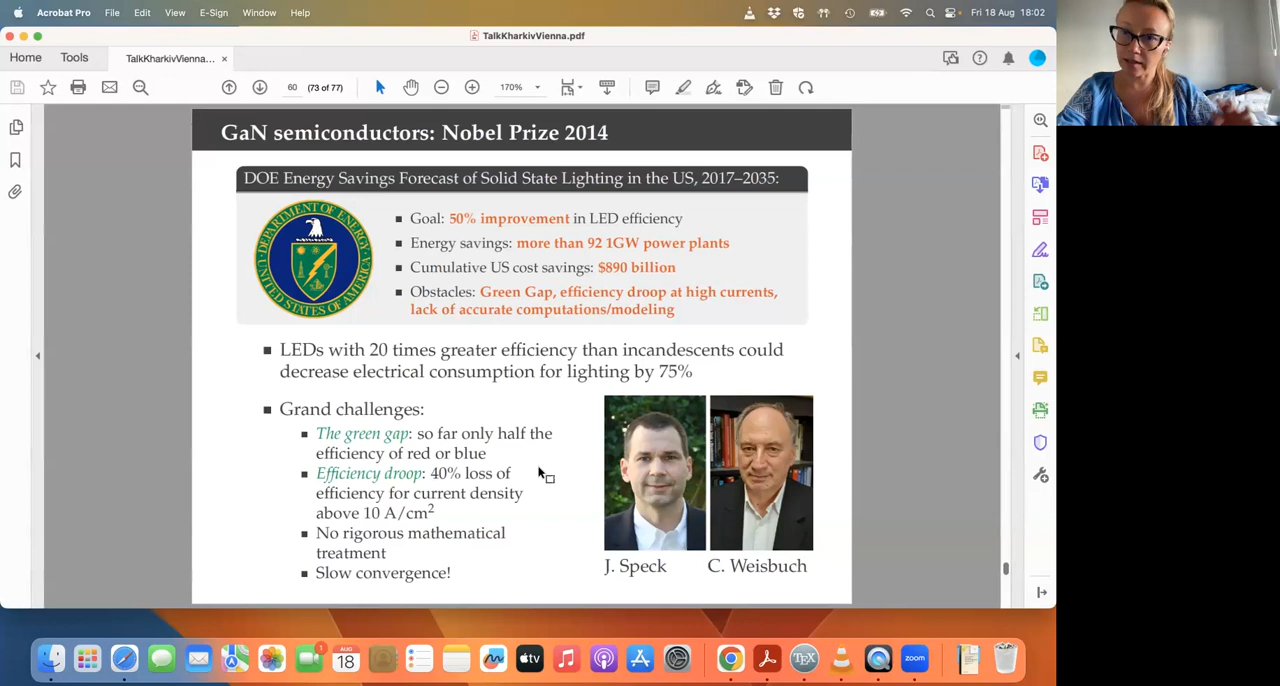 Acrobat Pro File Edit View E-Sign Window Help Fri 18 Aug 18:02
TalkKharkivVienna.pdf
Home Tools TalkKharkivVienna... ×
60 (73 of 77) 170%
GaN semiconductors: Nobel Prize 2014
DOE Energy Savings Forecast of Solid State Lighting in the US, 2017–2035:
DEPARTMENT OF ENERGY
UNITED STATES OF AMERICA
▪ Goal: 50% improvement in LED efficiency
▪ Energy savings: more than 92 1GW power plants
▪ Cumulative US cost savings: $890 billion
▪ Obstacles: Green Gap, efficiency droop at high currents,
lack of accurate computations/modeling
▪ LEDs with 20 times greater efficiency than incandescents could
decrease electrical consumption for lighting by 75%
▪ Grand challenges:
▪ The green gap: so far only half the
efficiency of red or blue
▪ Efficiency droop: 40% loss of
efficiency for current density
above 10 A/cm²
▪ No rigorous mathematical
treatment
▪ Slow convergence!
J. Speck C. Weisbuch
AUG
18
tv
TEX
zoom